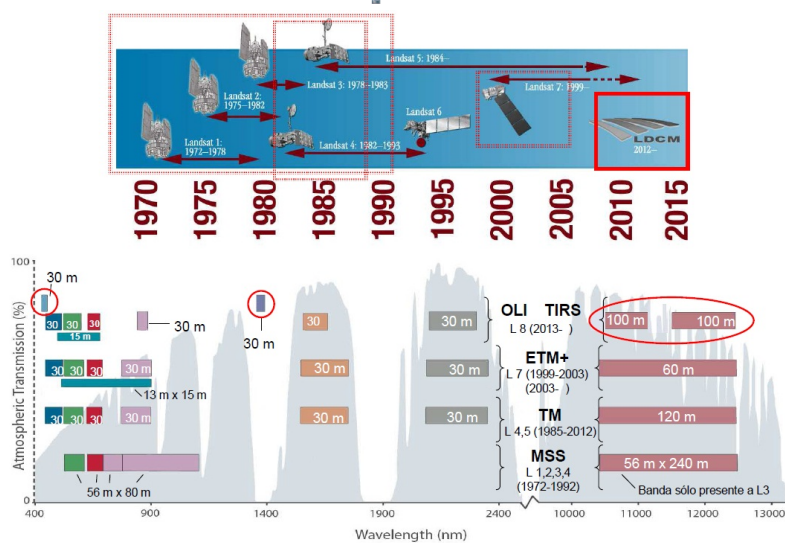 Landsat 5: 1984–
Landsat 3: 1978–1983
Landsat 7: 1999–
Landsat 2:
1975–1982
Landsat 6
LDCM
2012–
Landsat 1:
1972–1978
Landsat 4: 1982–1993
1970
1975
1980
1985
1990
1995
2000
2005
2010
2015
100
30 m
OLI TIRS
30
30
30
30 m
30 m
30
30 m
L 8 (2013- )
100 m
100 m
15 m
ETM+
30
30
30
30 m
30 m
30 m
L 7 (1999-2003)
(2003- )
60 m
13 m x 15 m
TM
30
30
30
30 m
30 m
30 m
L 4,5 (1985-2012)
120 m
MSS
L 1,2,3,4
(1972-1992)
56 m x 240 m
Banda sólo presente a L3
56 m x 80 m
0
400
900
1400
1900
2400
10000
11000
12000
13000
Wavelength (nm)
Atmospheric Transmission (%)